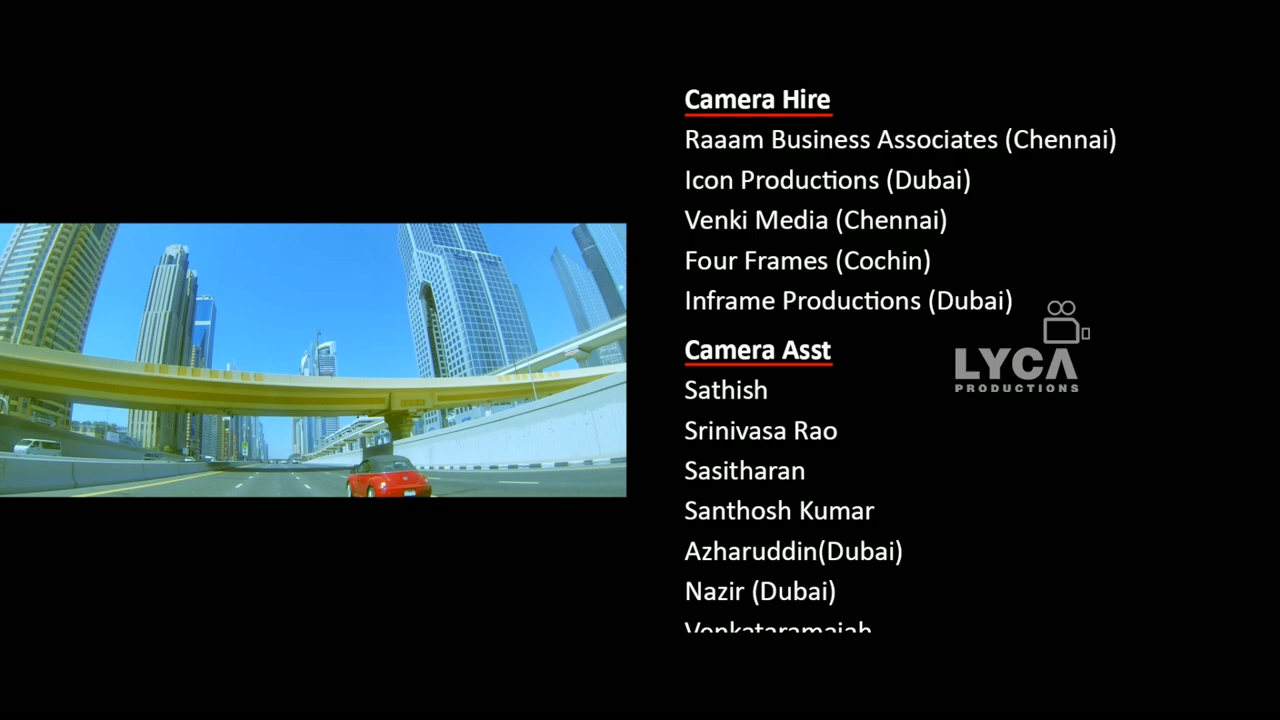 Camera Hire
Raaam Business Associates (Chennai)
Icon Productions (Dubai)
Venki Media (Chennai)
Four Frames (Cochin)
Inframe Productions (Dubai)
LYCA
PRODUCTIONS
Camera Asst
Sathish
Srinivasa Rao
Sasitharan
Santhosh Kumar
Azharuddin(Dubai)
Nazir (Dubai)
Venkataramaiah